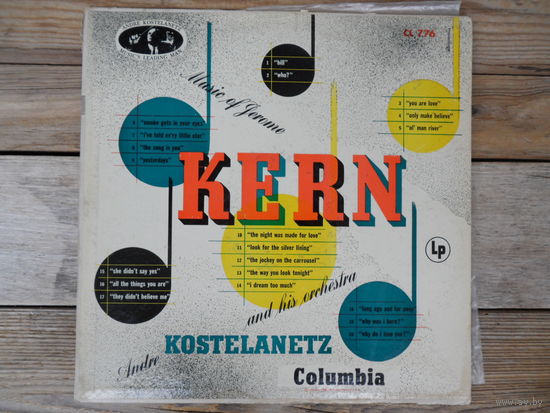 ANDRE KOSTELANETZ
MUSIC'S LEADING MAN
CL 776
1 "bill"
2 "who?"
Music of Jerome
KERN
3 "you are love"
4 "only make believe"
5 "ol' man river"
6 "smoke gets in your eyes"
7 "i've told ev'ry little star"
8 "the song is you"
9 "yesterdays"
10 "the night was made for love"
11 "look for the silver lining"
12 "the jockey on the carrousel"
13 "the way you look tonight"
14 "i dream too much"
15 "she didn't say yes"
16 "all the things you are"
17 "they didn't believe me"
18 "long ago and far away"
19 "why was i born?"
20 "why do i love you?"
Lp
Andre
KOSTELANETZ
and his orchestra
Columbia